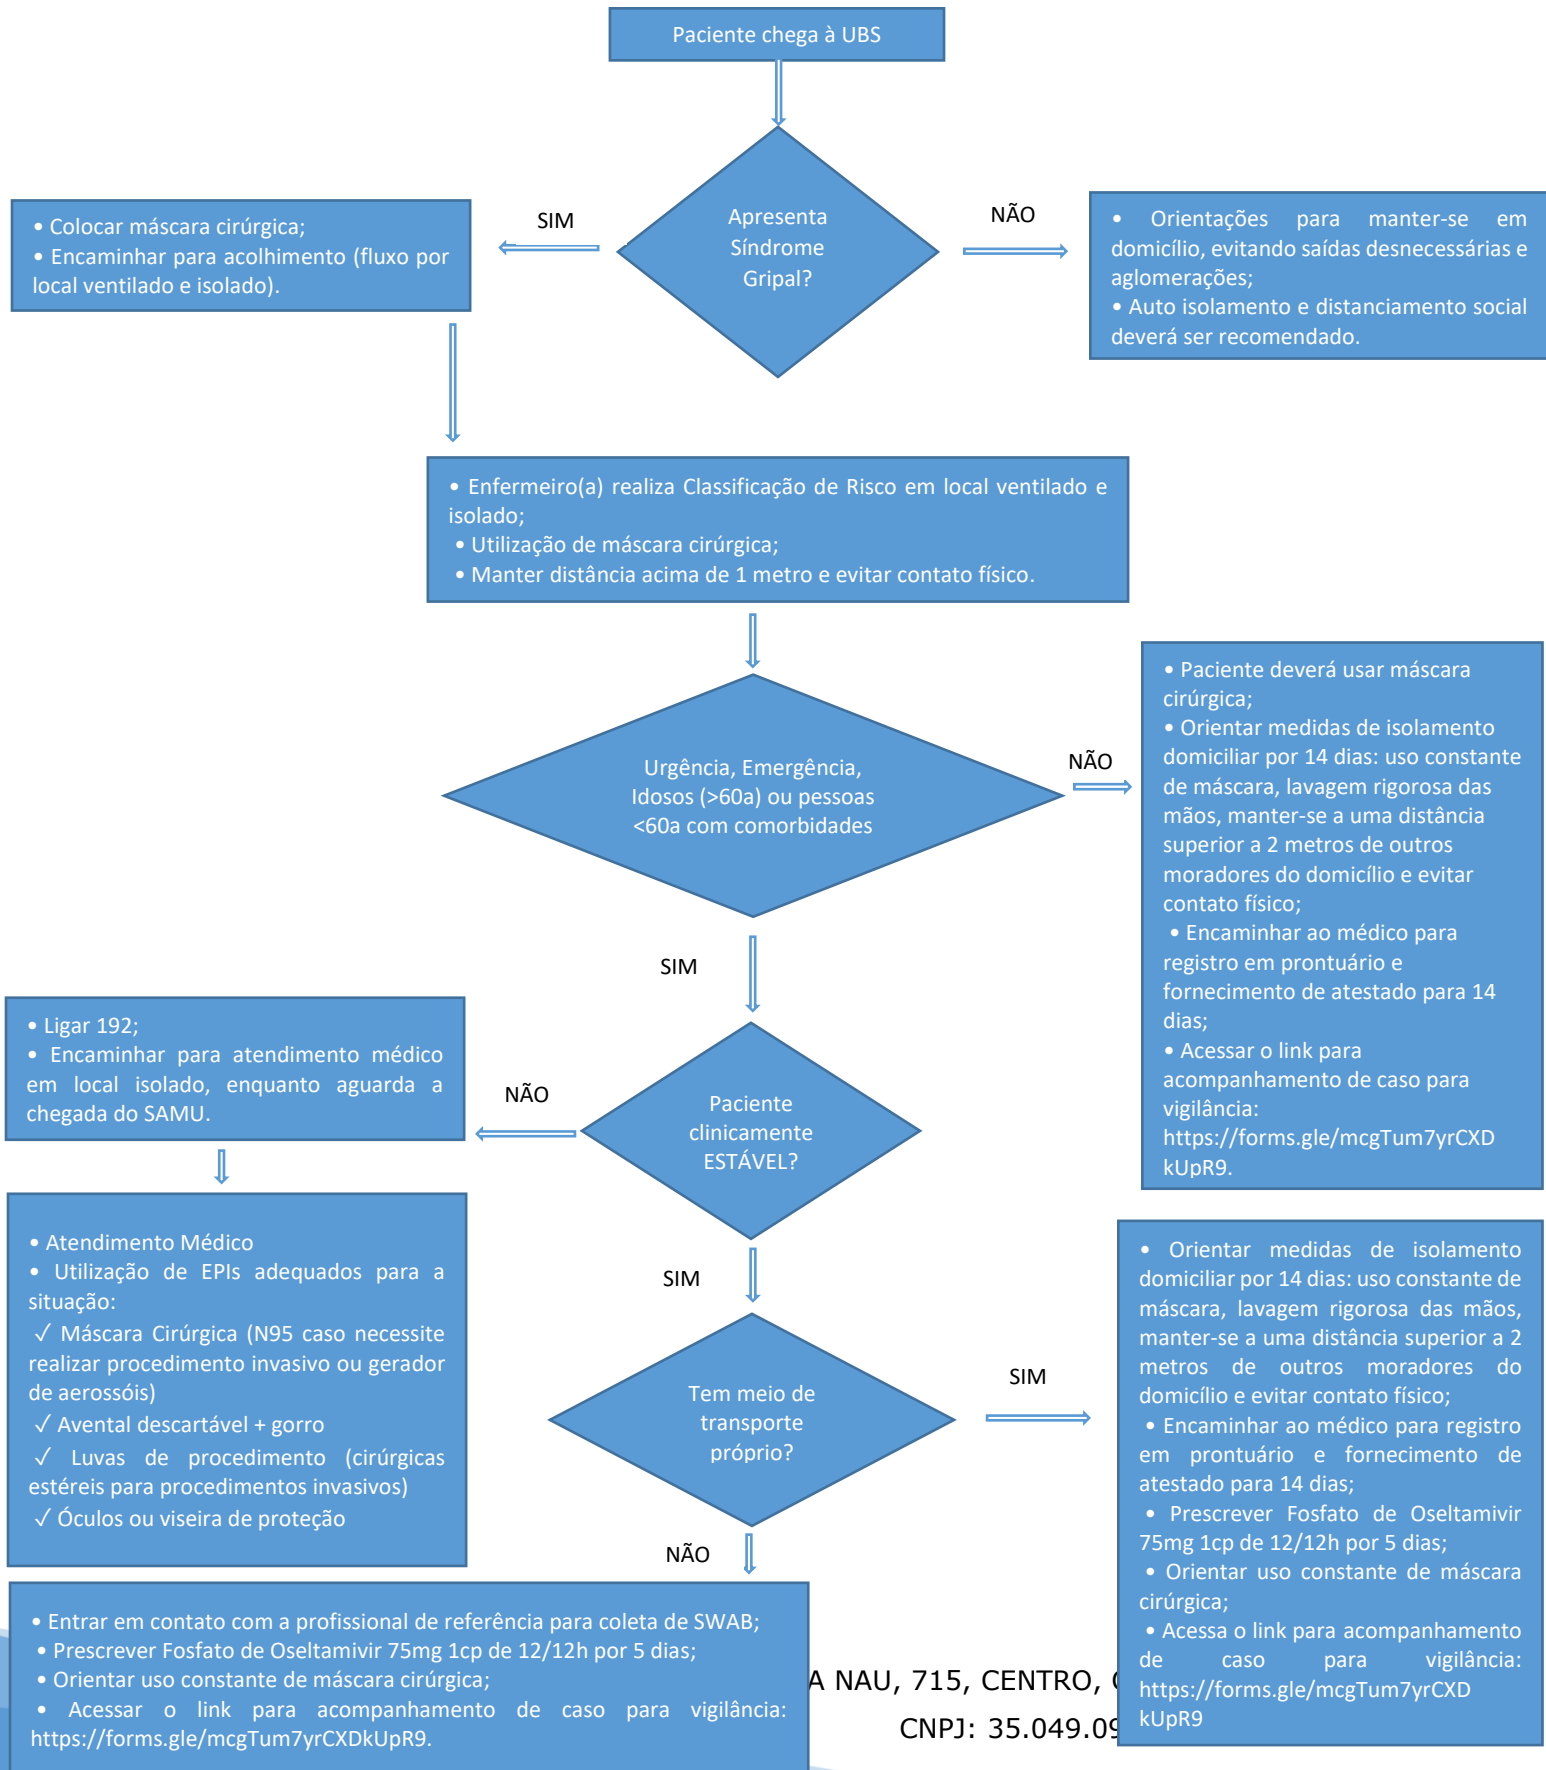 Paciente chega à UBS
Apresenta
Síndrome
Gripal?
SIM
NÃO
• Colocar máscara cirúrgica;
• Encaminhar para acolhimento (fluxo por
local ventilado e isolado).
• Orientações para manter-se em
domicílio, evitando saídas desnecessárias e
aglomerações;
• Auto isolamento e distanciamento social
deverá ser recomendado.
• Enfermeiro(a) realiza Classificação de Risco em local ventilado e
isolado;
• Utilização de máscara cirúrgica;
• Manter distância acima de 1 metro e evitar contato físico.
Urgência, Emergência,
Idosos (>60a) ou pessoas
<60a com comorbidades
NÃO
• Paciente deverá usar máscara
cirúrgica;
• Orientar medidas de isolamento
domiciliar por 14 dias: uso constante
de máscara, lavagem rigorosa das
mãos, manter-se a uma distância
superior a 2 metros de outros
moradores do domicílio e evitar
contato físico;
• Encaminhar ao médico para
registro em prontuário e
fornecimento de atestado para 14
dias;
• Acessar o link para
acompanhamento de caso para
vigilância:
https://forms.gle/mcgTum7yrCXD
kUpR9.
SIM
Paciente
clinicamente
ESTÁVEL?
NÃO
• Ligar 192;
• Encaminhar para atendimento médico
em local isolado, enquanto aguarda a
chegada do SAMU.
• Atendimento Médico
• Utilização de EPIs adequados para a
situação:
✓ Máscara Cirúrgica (N95 caso necessite
realizar procedimento invasivo ou gerador
de aerossóis)
✓ Avental descartável + gorro
✓ Luvas de procedimento (cirúrgicas
estéreis para procedimentos invasivos)
✓ Óculos ou viseira de proteção
SIM
Tem meio de
transporte
próprio?
SIM
• Orientar medidas de isolamento
domiciliar por 14 dias: uso constante de
máscara, lavagem rigorosa das mãos,
manter-se a uma distância superior a 2
metros de outros moradores do
domicílio e evitar contato físico;
• Encaminhar ao médico para registro
em prontuário e fornecimento de
atestado para 14 dias;
• Prescrever Fosfato de Oseltamivir
75mg 1cp de 12/12h por 5 dias;
• Orientar uso constante de máscara
cirúrgica;
• Acessa o link para acompanhamento
de caso para vigilância:
https://forms.gle/mcgTum7yrCXD
kUpR9
NÃO
• Entrar em contato com a profissional de referência para coleta de SWAB;
• Prescrever Fosfato de Oseltamivir 75mg 1cp de 12/12h por 5 dias;
• Orientar uso constante de máscara cirúrgica;
• Acessar o link para acompanhamento de caso para vigilância:
https://forms.gle/mcgTum7yrCXDkUpR9.
A NAU, 715, CENTRO,
CNPJ: 35.049.09